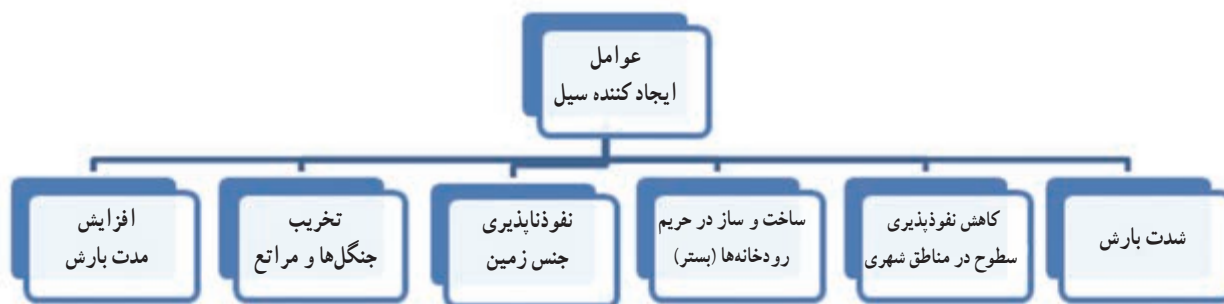 عوامل
ایجاد کننده سیل
شدت بارش
کاهش نفوذپذیری
سطوح در مناطق شهری
ساخت و ساز در حریم
رودخانه‌ها (بستر)
نفوذناپذیری
جنس زمین
تخریب
جنگل‌ها و مراتع
افزایش
مدت بارش